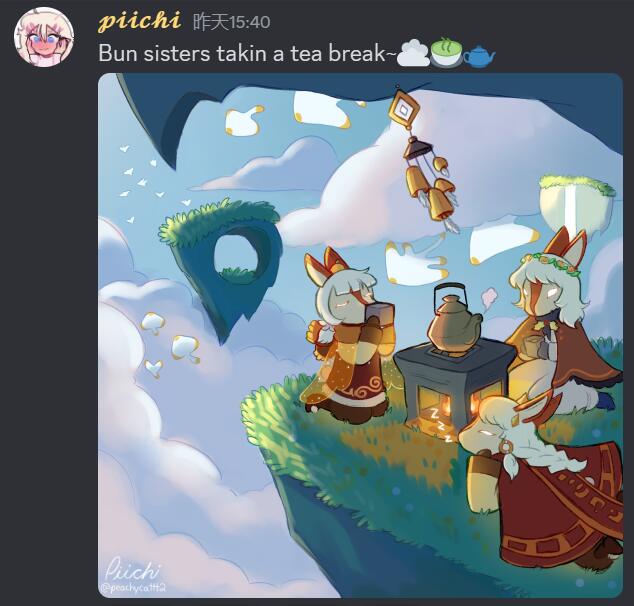 piichi 昨天15:40
Bun sisters takin a tea break~☁️🍵🫖
z z z
Piichi
@peachycattt2